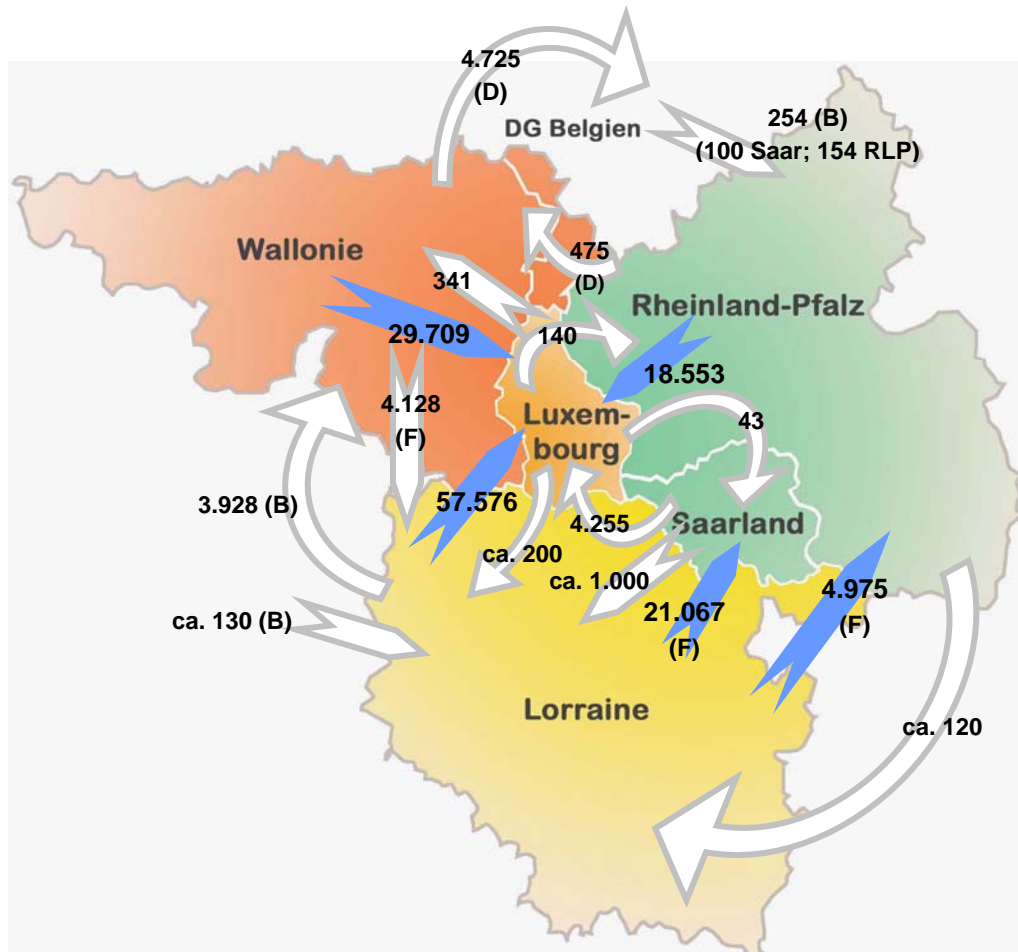 4.725
(D)
DG Belgien
254 (B)
(100 Saar; 154 RLP)
Wallonie
475
(D)
341
Rheinland-Pfalz
29.709
140
18.553
4.128
(F)
Luxem-
bourg
43
3.928 (B)
57.576
4.255
Saarland
ca. 200
ca. 1.000
21.067
(F)
4.975
(F)
ca. 130 (B)
Lorraine
ca. 120